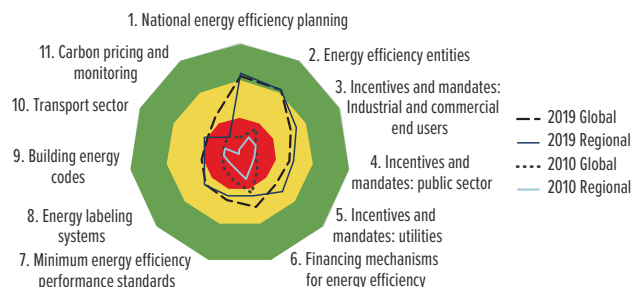 1. National energy efficiency planning
2. Energy efficiency entities
3. Incentives and mandates:
Industrial and commercial
end users
4. Incentives and
mandates: public sector
5. Incentives and
mandates: utilities
6. Financing mechanisms
for energy efficiency
7. Minimum energy efficiency
performance standards
8. Energy labeling
systems
9. Building energy
codes
10. Transport sector
11. Carbon pricing and
monitoring
2019 Global
2019 Regional
2010 Global
2010 Regional